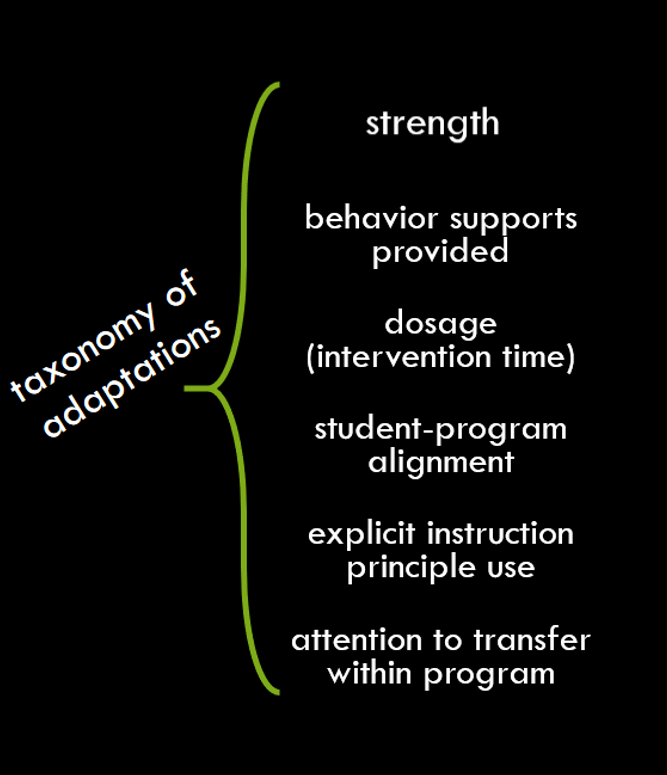 taxonomy of
adaptations
strength
behavior supports
provided
dosage
(intervention time)
student-program
alignment
explicit instruction
principle use
attention to transfer
within program